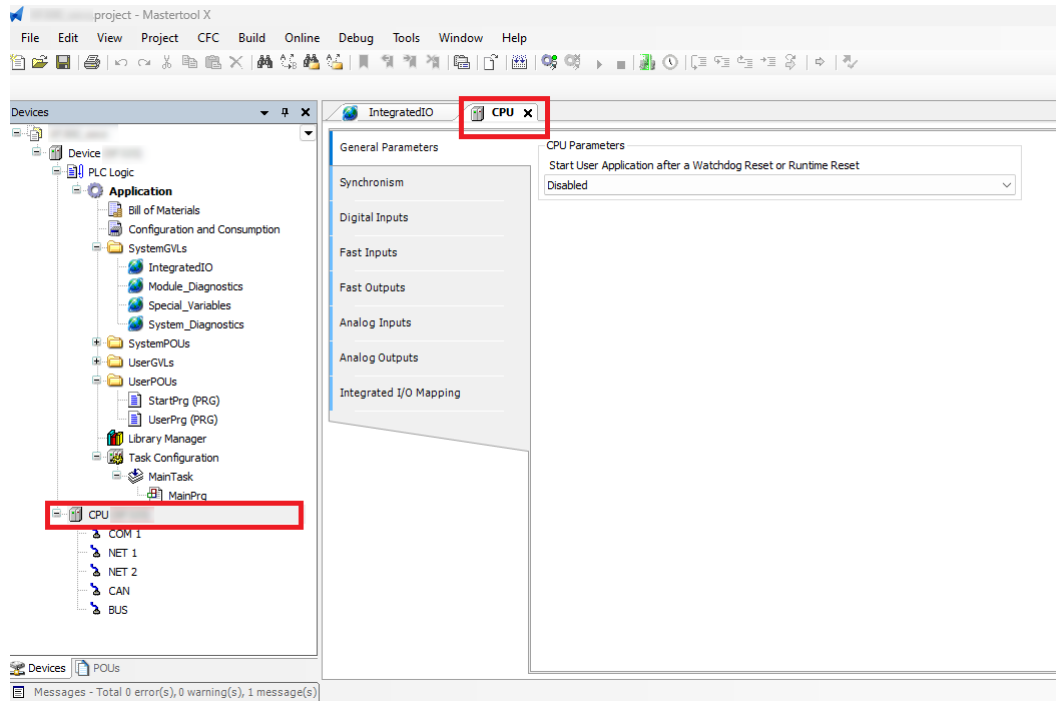 project - Mastertool X
File Edit View Project CFC Build Online Debug Tools Window Help
Devices
Device
PLC Logic
Application
Bill of Materials
Configuration and Consumption
SystemGVLs
IntegratedIO
Module_Diagnostics
Special_Variables
System_Diagnostics
SystemPOUs
UserGVLs
UserPOUs
StartPrg (PRG)
UserPrg (PRG)
Library Manager
Task Configuration
MainTask
MainPrg
CPU
COM 1
NET 1
NET 2
CAN
BUS
Devices POUs
IntegratedIO CPU
General Parameters
Synchronism
Digital Inputs
Fast Inputs
Fast Outputs
Analog Inputs
Analog Outputs
Integrated I/O Mapping
CPU Parameters
Start User Application after a Watchdog Reset or Runtime Reset
Disabled
Messages - Total 0 error(s), 0 warning(s), 1 message(s)